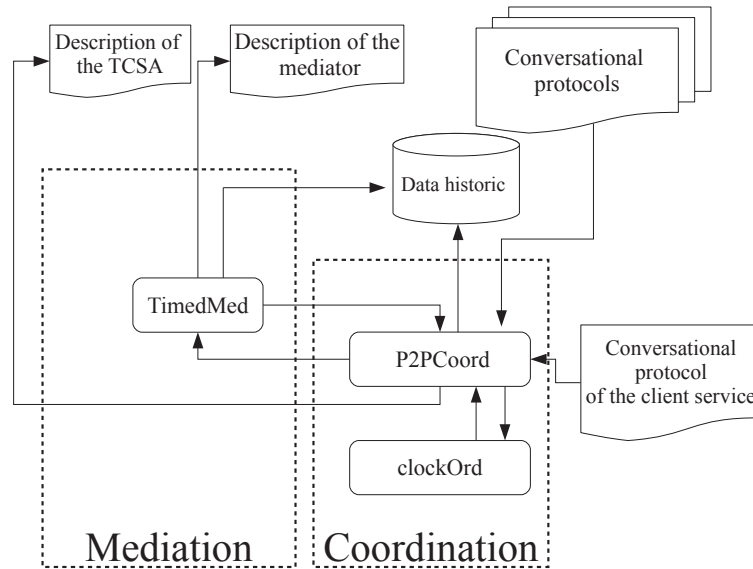 Description of
the TCSA
Description of the
mediator
Conversational
protocols
Data historic
TimedMed
P2PCoord
Conversational
protocol
of the client service
clockOrd
Mediation
Coordination